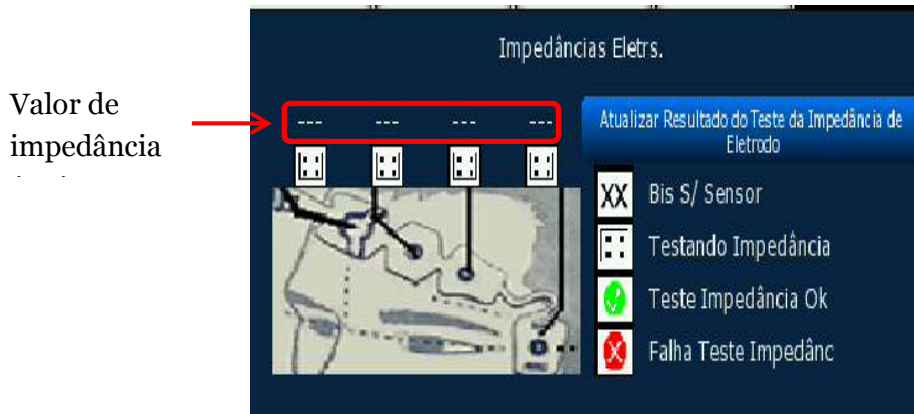 Impedâncias Eletrs.
Valor de
impedância
--- --- --- ---
Atualizar Resultado do Teste da Impedância de
Eletrodo
XX Bis S/ Sensor
Testando Impedância
Teste Impedância Ok
Falha Teste Impedânc